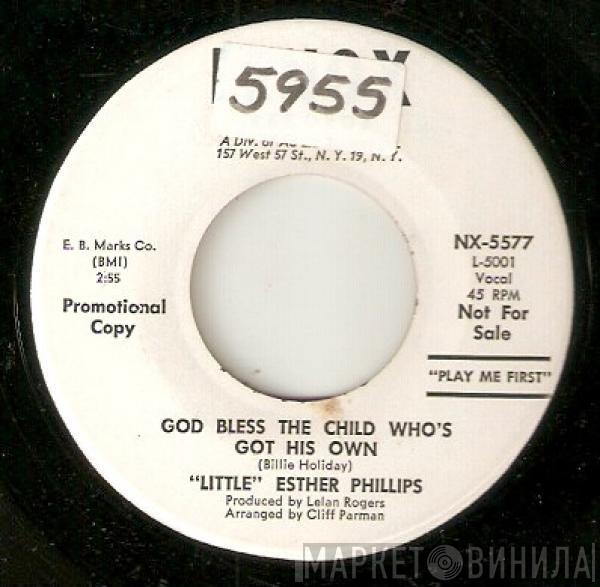 5955
A DIV. OF
157 West 57 St., N. Y. 19, N. Y.
E. B. Marks Co.
(BMI)
2:55
Promotional
Copy
NX-5577
L-5001
Vocal
45 RPM
Not For
Sale
"PLAY ME FIRST"
GOD BLESS THE CHILD WHO'S
GOT HIS OWN
(Billie Holiday)
"LITTLE" ESTHER PHILLIPS
Produced by Lelan Rogers
Arranged by Cliff Parman
МАРКЕТ ВИНИЛА